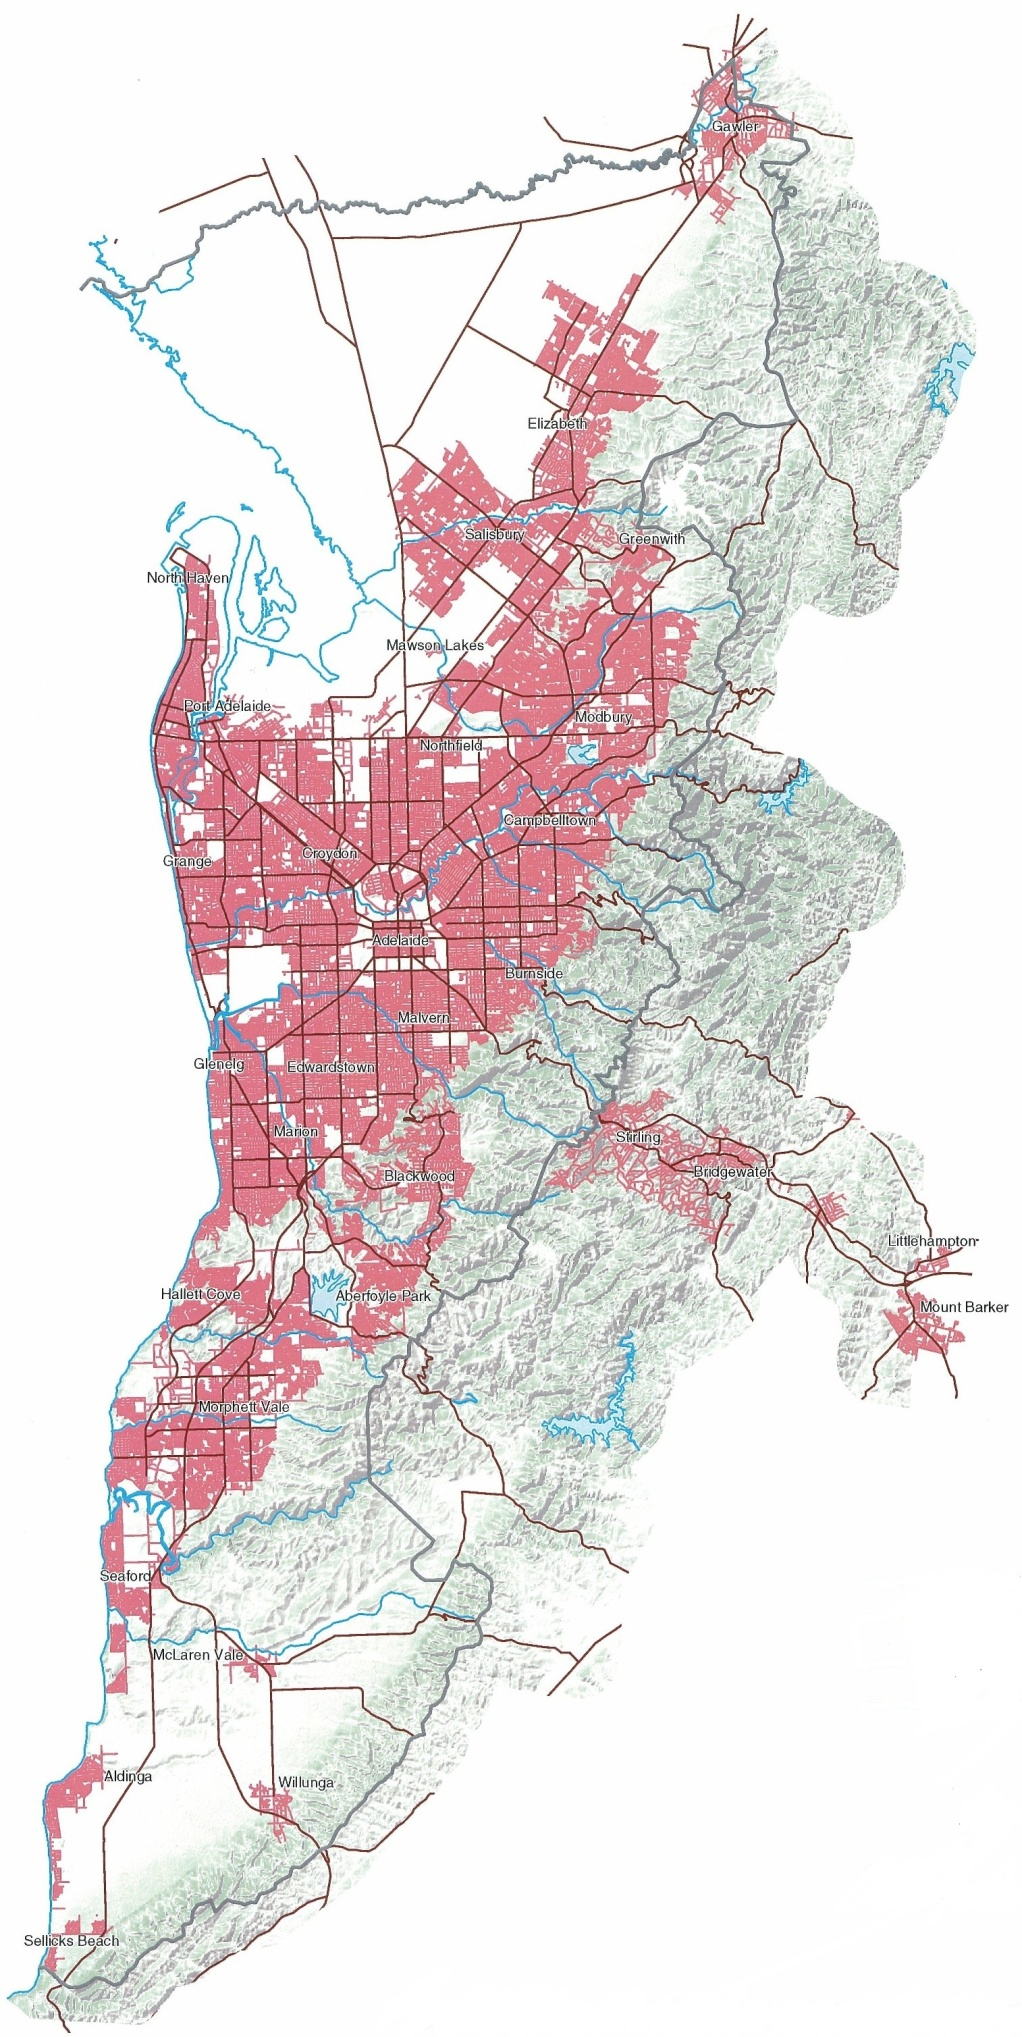 Gawler
Elizabeth
Salisbury
Greenwith
North Haven
Mawson Lakes
Port Adelaide
Modbury
Northfield
Campbelltown
Croydon
Grange
Adelaide
Burnside
Malvern
Glenelg
Edwardstown
Marion
Stirling
Blackwood
Bridgewater
Littlehampton
Hallett Cove
Aberfoyle Park
Mount Barker
Morphett Vale
Seaford
McLaren Vale
Aldinga
Willunga
Sellicks Beach